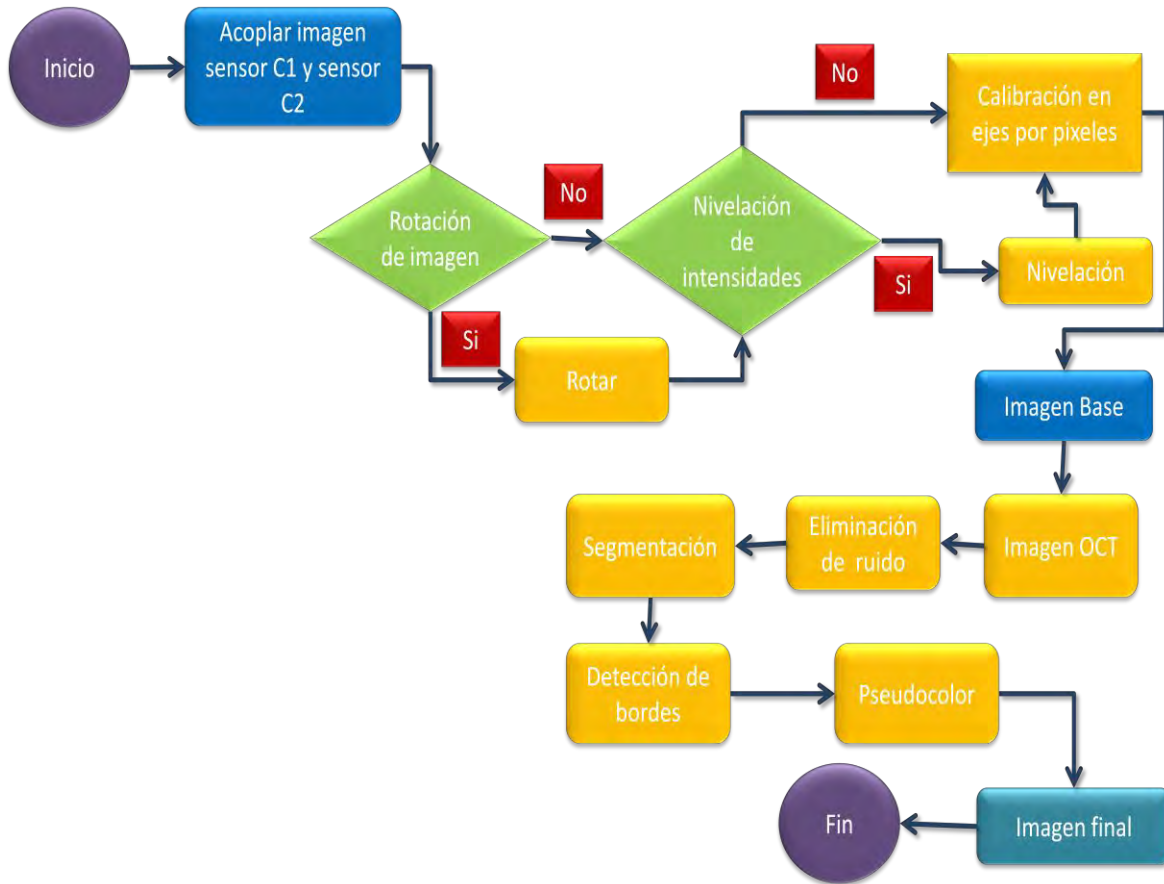 Inicio
Acoplar imagen
sensor C1 y sensor
C2
Rotación
de imagen
No
Si
Rotar
Nivelación
de
intensidades
No
Si
Calibración en
ejes por pixeles
Nivelación
Imagen Base
Imagen OCT
Eliminación
de ruido
Segmentación
Detección de
bordes
Pseudocolor
Imagen final
Fin